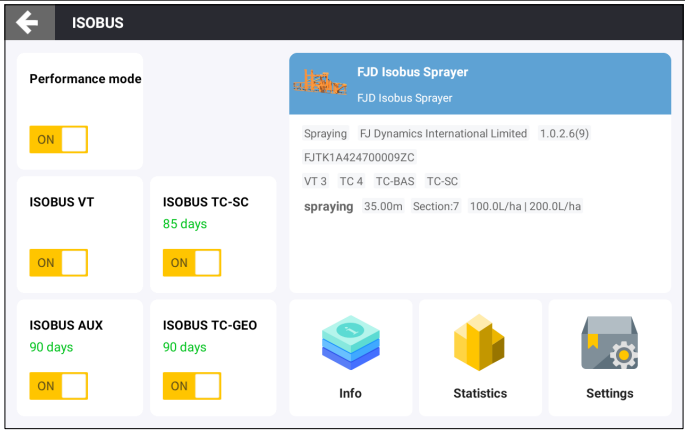 ISOBUS
Performance mode
ON
FJD Isobus Sprayer
FJD Isobus Sprayer
Spraying FJ Dynamics International Limited 1.0.2.6(9)
FJTK1A424700009ZC
VT 3 TC 4 TC-BAS TC-SC
spraying 35.00m Section:7 100.0L/ha | 200.0L/ha
ISOBUS VT
ON
ISOBUS TC-SC
85 days
ON
ISOBUS AUX
90 days
ON
ISOBUS TC-GEO
90 days
ON
Info
Statistics
Settings